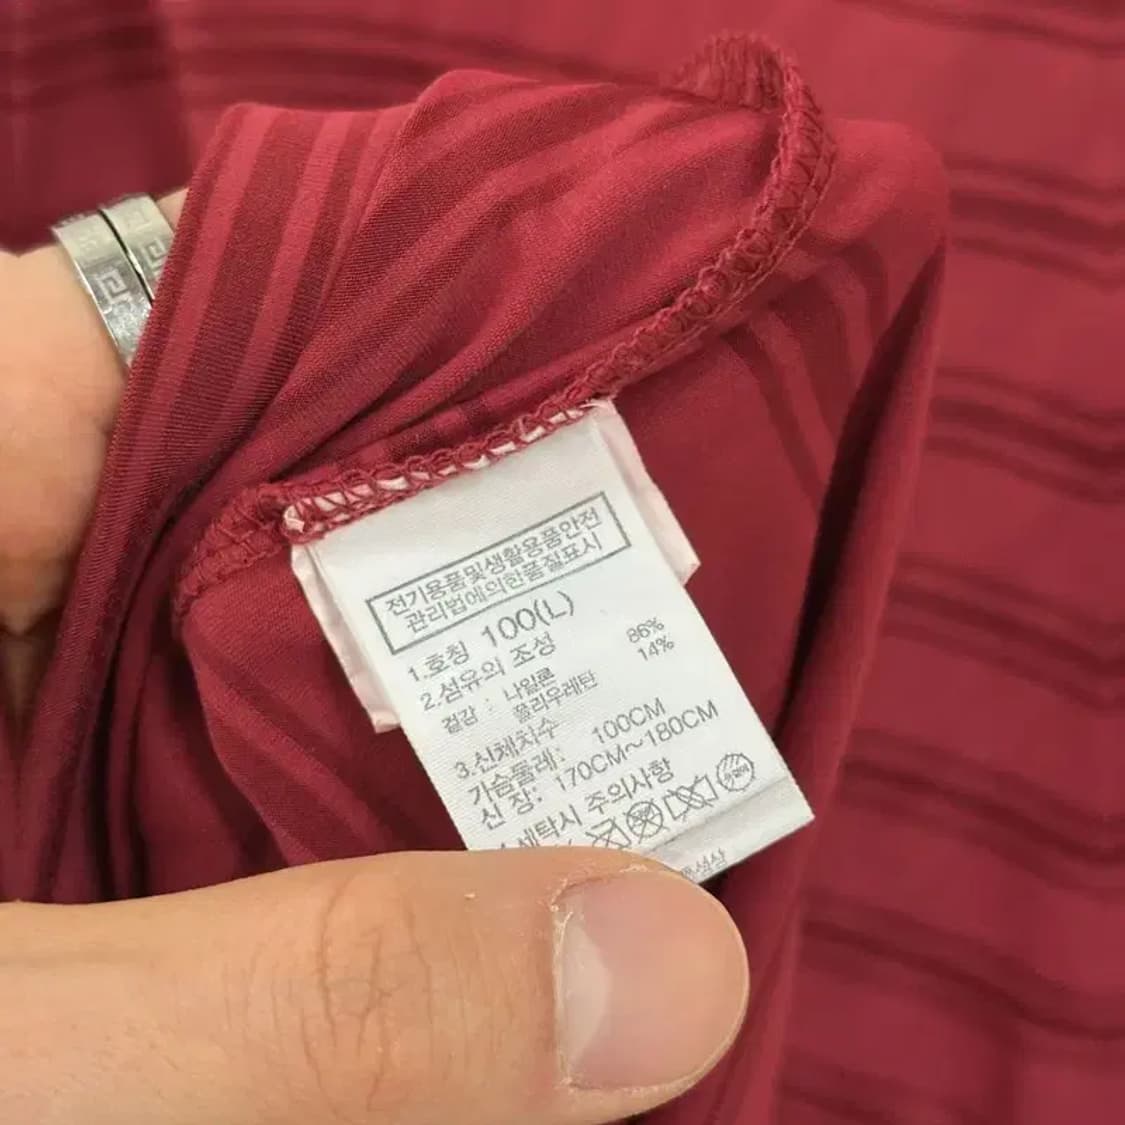 전기용품및생활용품안전
관리법에의한품질표시
1.호칭 100(L)
2.섬유의 조성
겉감 : 나일론 86%
폴리우레탄 14%
3.신체치수
가슴둘레: 100CM
신 장: 170CM~180CM
세탁시 주의사항